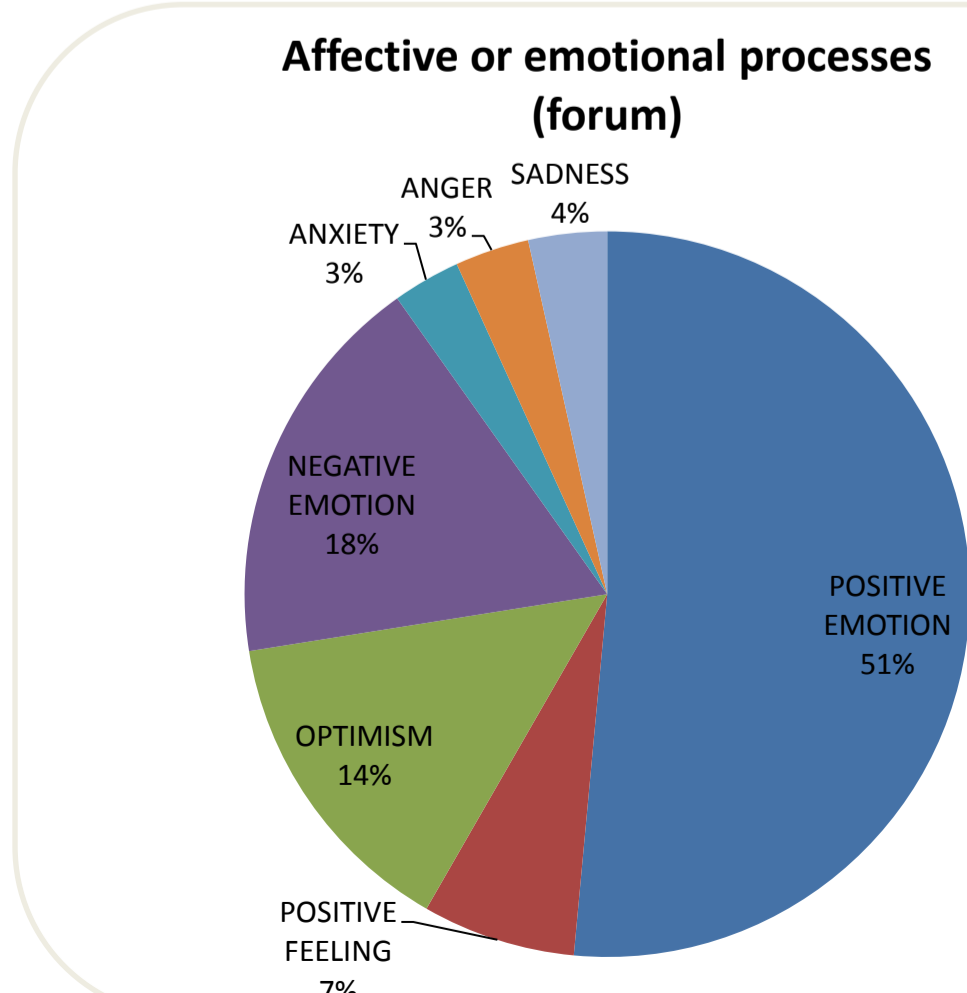 Affective or emotional processes
(forum)
SADNESS
4%
ANGER
3%
ANXIETY
3%
NEGATIVE
EMOTION
18%
POSITIVE
EMOTION
51%
OPTIMISM
14%
POSITIVE
FEELING
7%